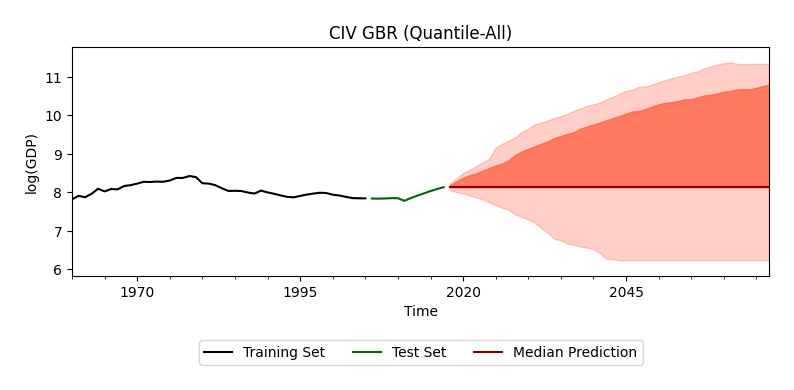 CIV GBR (Quantile-All)
log(GDP)
11
10
9
8
7
6
1970
1995
2020
2045
Time
Training Set
Test Set
Median Prediction